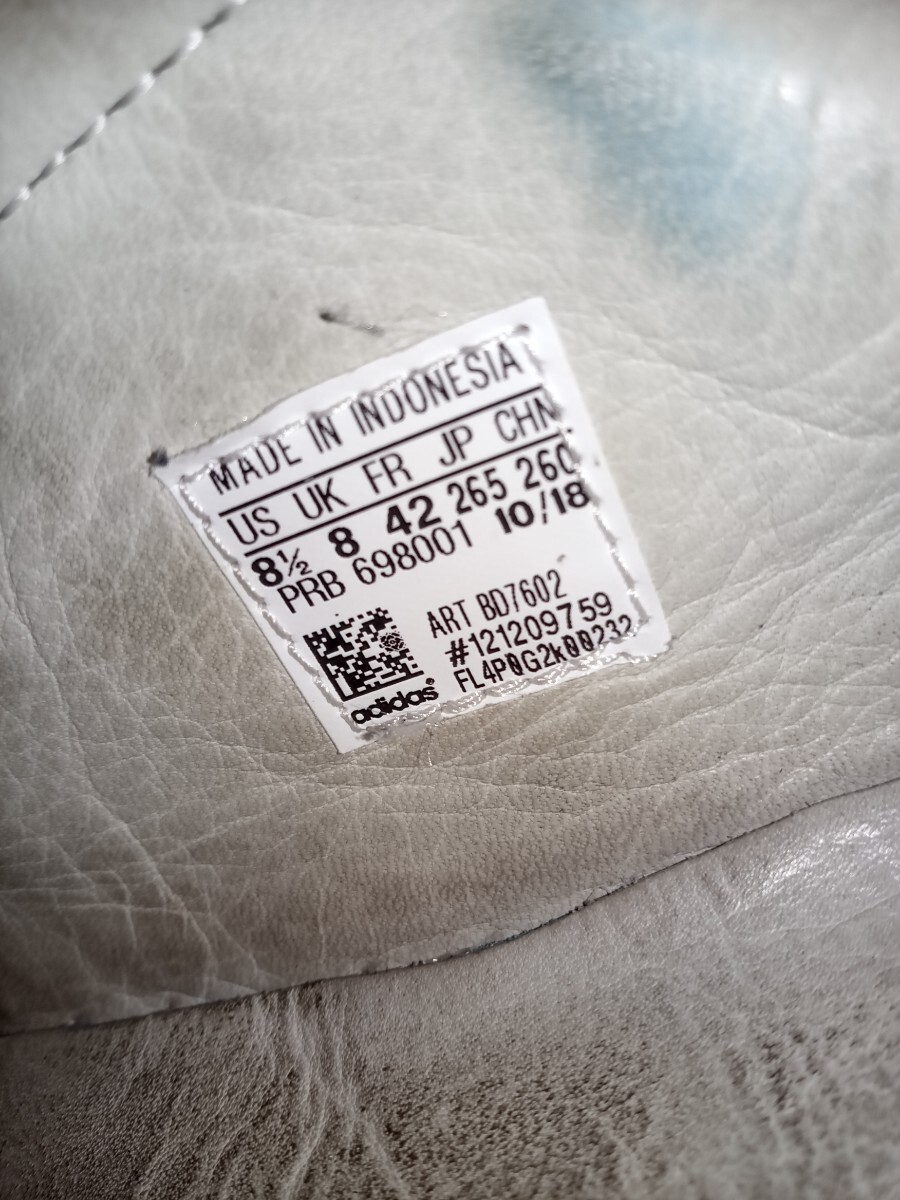 MADE IN INDONESIA
US UK FR JP CHN
8½ 8 42 265 260
PRB 698001 10/18
ART BD7602
#121209759
FL4P0G2k00232
adidas®